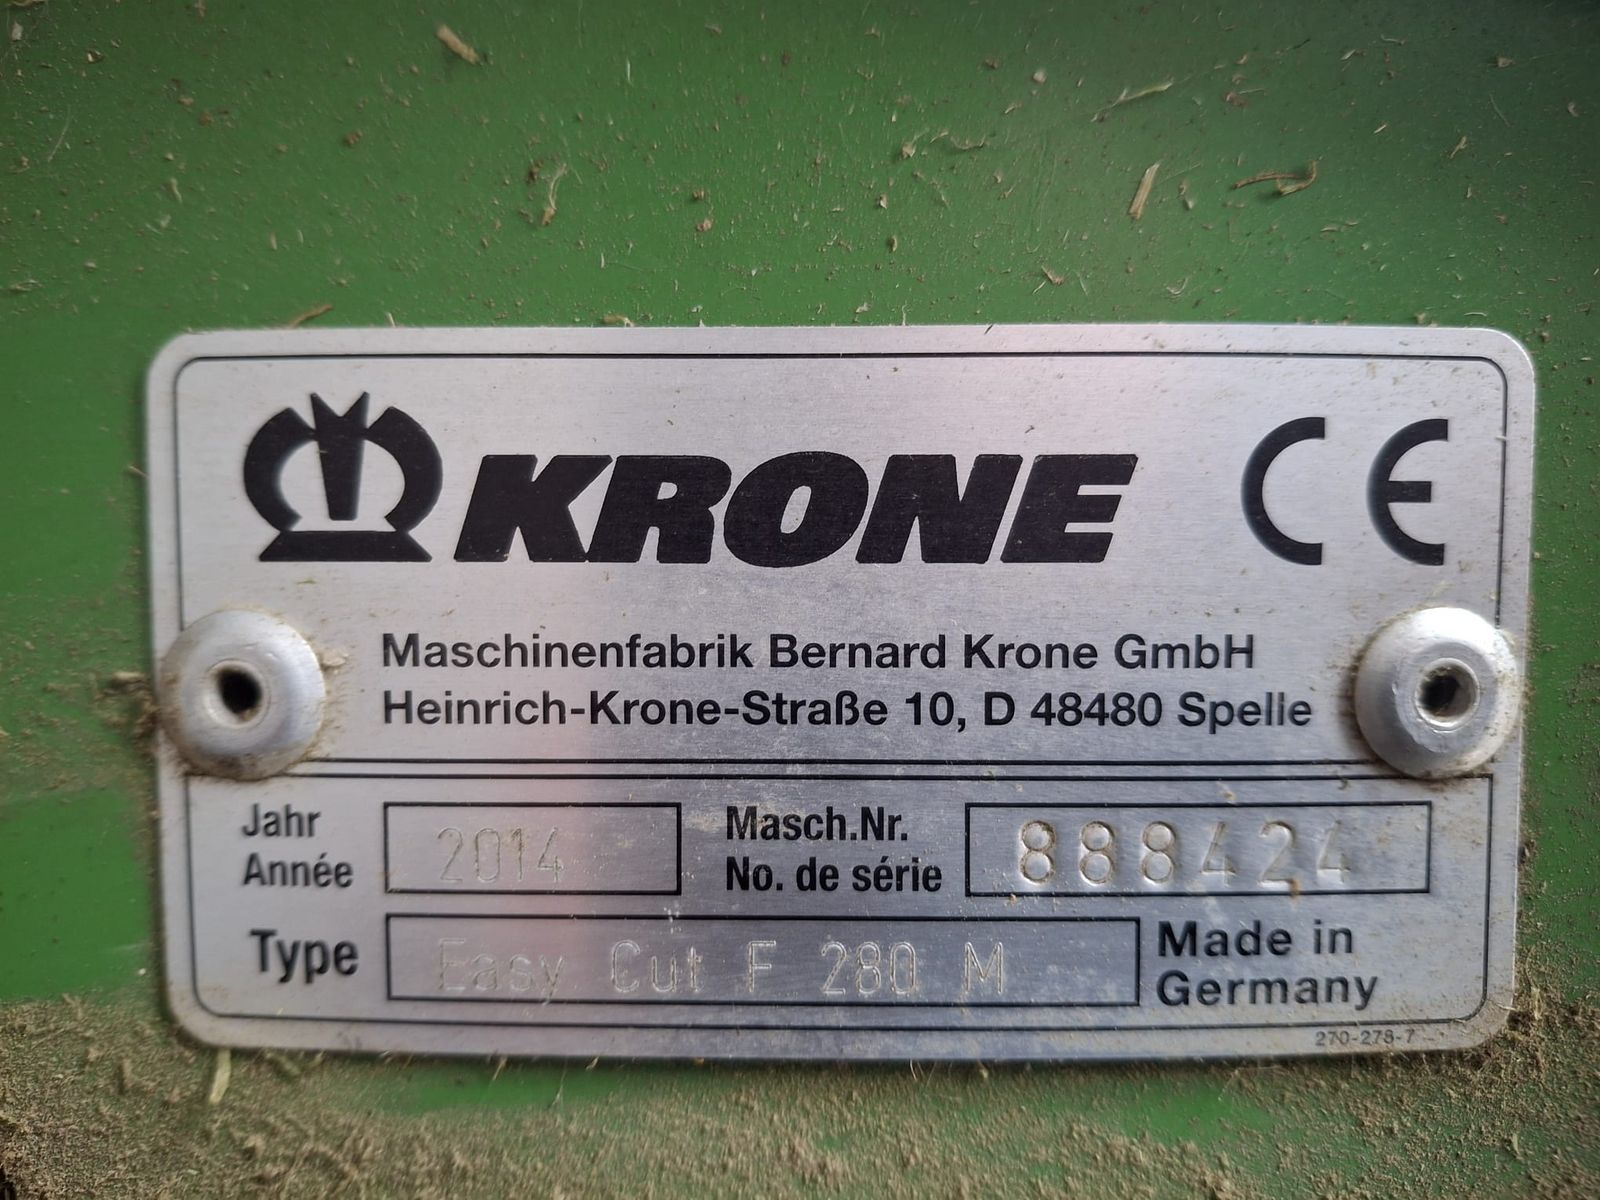 KRONE CE
Maschinenfabrik Bernard Krone GmbH
Heinrich-Krone-Straße 10, D 48480 Spelle
Jahr
Année
2014
Masch.Nr.
No. de série
888424
Type
Easy Cut F 280 M
Made in
Germany
270-278-7